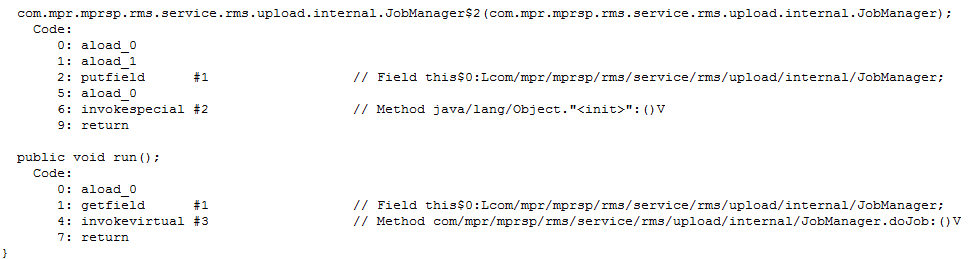 com.mpr.mprsp.rms.service.rms.upload.internal.JobManager$2(com.mpr.mprsp.rms.service.rms.upload.internal.JobManager);
    Code:
       0: aload_0
       1: aload_1
       2: putfield      #1                  // Field this$0:Lcom/mpr/mprsp/rms/service/rms/upload/internal/JobManager;
       5: aload_0
       6: invokespecial #2                  // Method java/lang/Object."<init>":()V
       9: return

  public void run();
    Code:
       0: aload_0
       1: getfield      #1                  // Field this$0:Lcom/mpr/mprsp/rms/service/rms/upload/internal/JobManager;
       4: invokevirtual #3                  // Method com/mpr/mprsp/rms/service/rms/upload/internal/JobManager.doJob:()V
       7: return
}